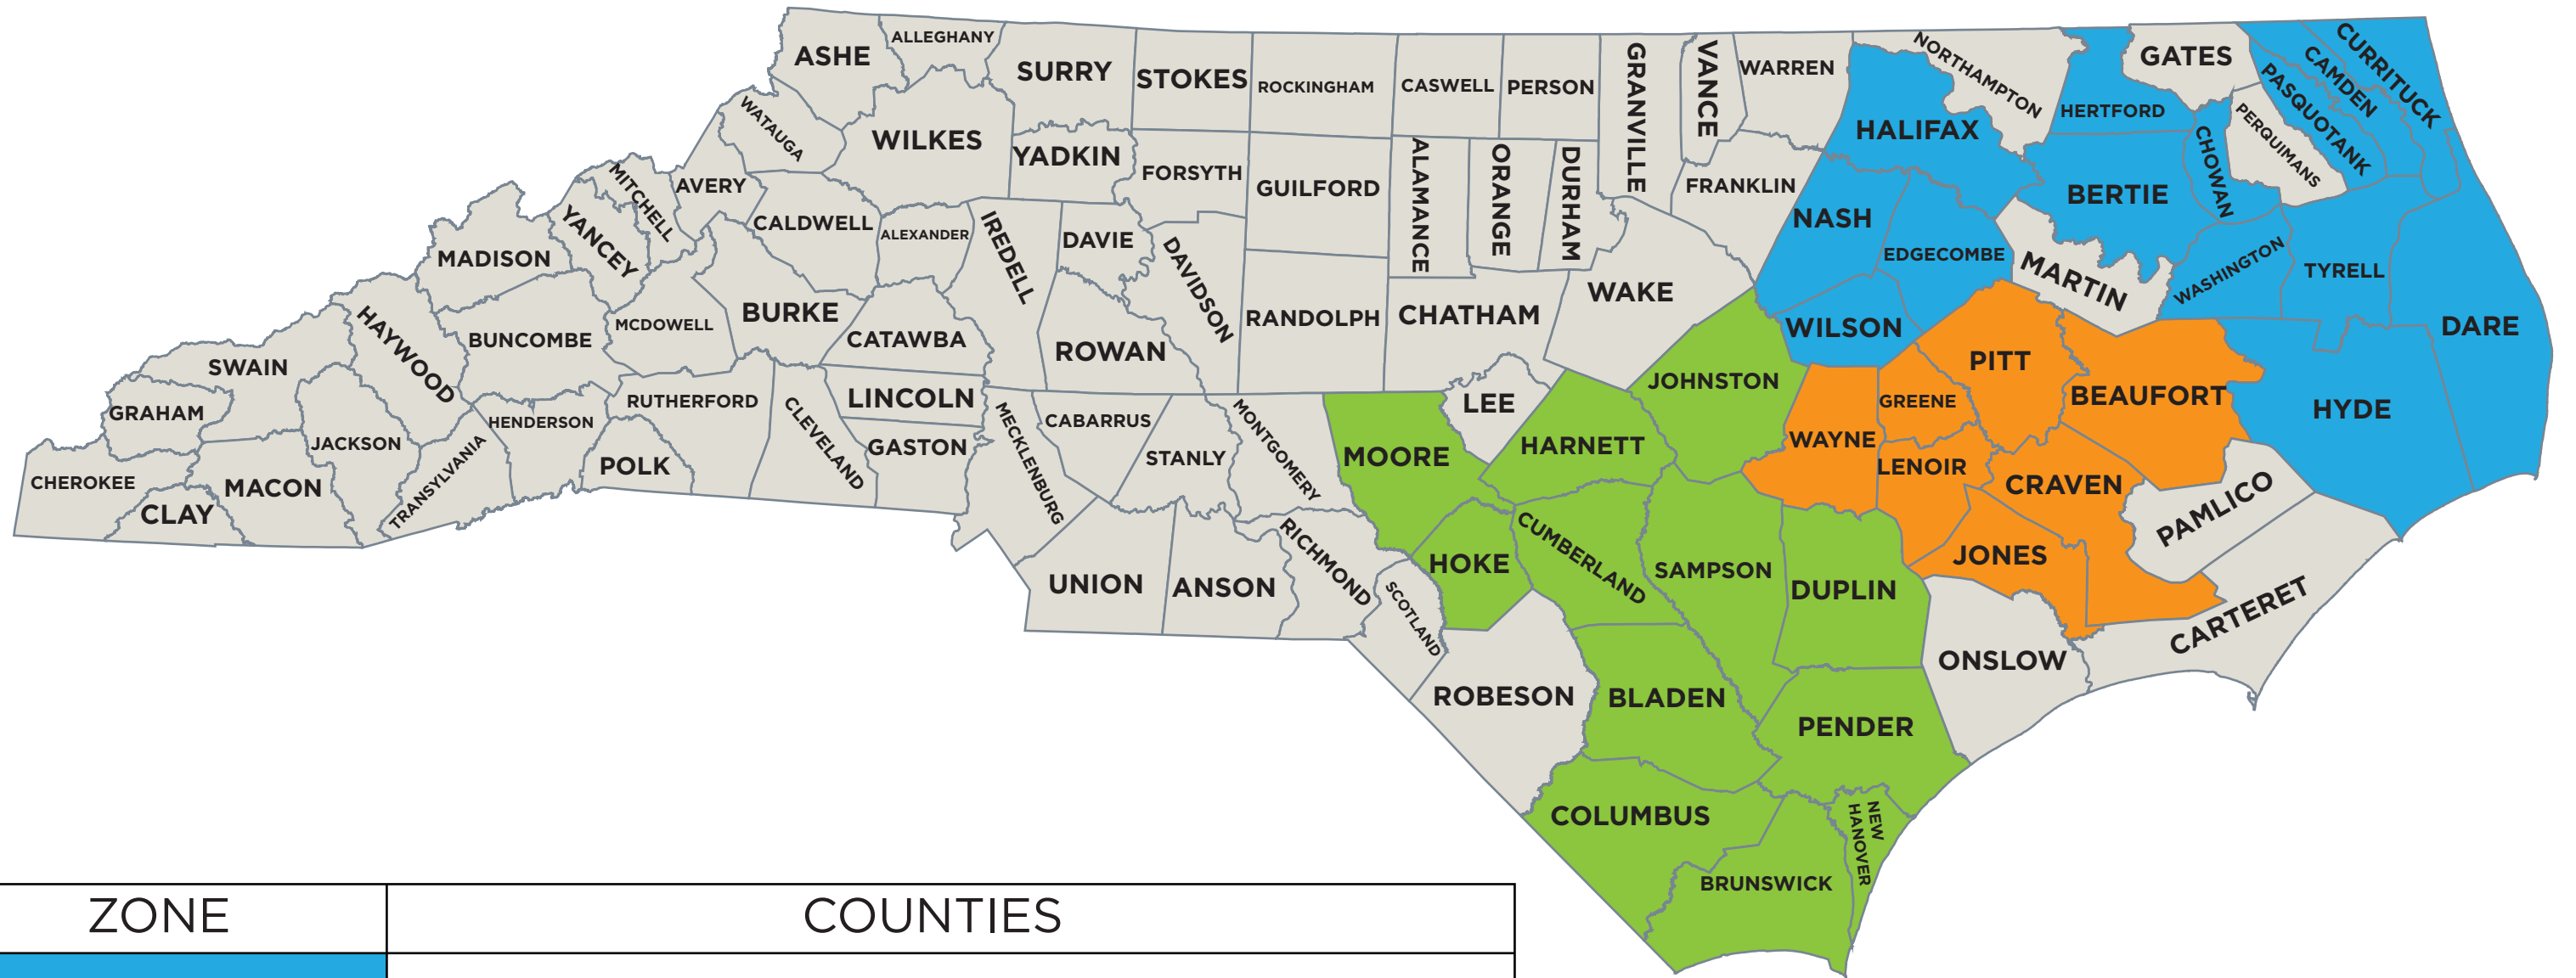 ASHE
ALLEGHANY
SURRY
STOKES
ROCKINGHAM
CASWELL
PERSON
GRANVILLE
VANCE
WARREN
NORTHAMPTON
GATES
CURRITUCK
CAMDEN
PASQUOTANK
PERQUIMANS
HERTFORD
CHOWAN
HALIFAX
BERTIE
WATAUGA
WILKES
YADKIN
FORSYTH
GUILFORD
ALAMANCE
ORANGE
DURHAM
FRANKLIN
NASH
EDGECOMBE
MARTIN
WASHINGTON
TYRELL
DARE
MITCHELL
AVERY
CALDWELL
ALEXANDER
IREDELL
DAVIE
DAVIDSON
RANDOLPH
CHATHAM
WAKE
WILSON
MADISON
YANCEY
BURKE
CATAWBA
ROWAN
JOHNSTON
PITT
BEAUFORT
HYDE
HAYWOOD
BUNCOMBE
MCDOWELL
SWAIN
GREENE
GRAHAM
JACKSON
HENDERSON
RUTHERFORD
CLEVELAND
LINCOLN
GASTON
MECKLENBURG
CABARRUS
STANLY
MONTGOMERY
LEE
MOORE
HARNETT
WAYNE
LENOIR
CRAVEN
PAMLICO
CHEROKEE
CLAY
MACON
TRANSYLVANIA
POLK
UNION
ANSON
RICHMOND
SCOTLAND
HOKE
CUMBERLAND
SAMPSON
DUPLIN
JONES
CARTERET
ONSLOW
ROBESON
BLADEN
PENDER
COLUMBUS
NEW
HANOVER
BRUNSWICK
ZONE
COUNTIES